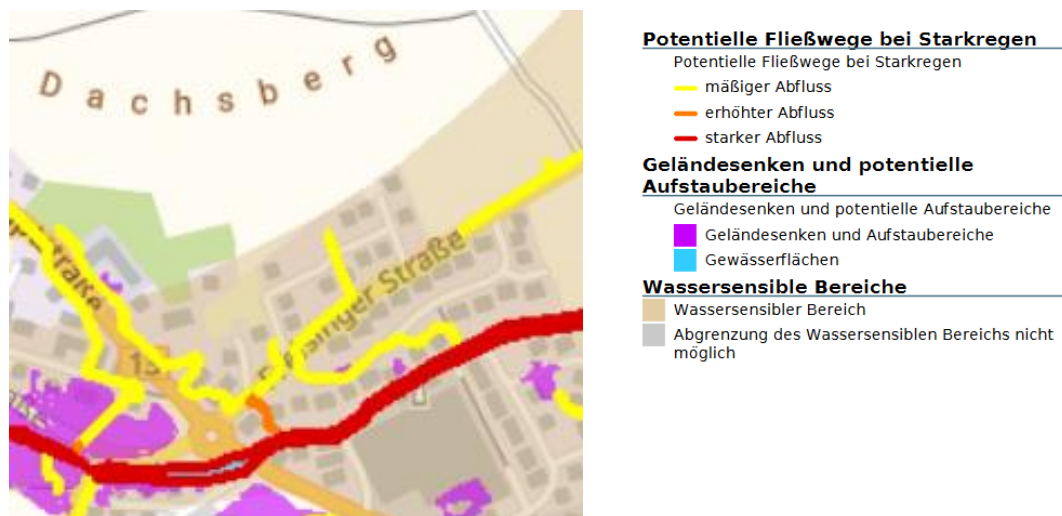 Dachsberg
Straße
13
Potentielle Fließwege bei Starkregen
Potentielle Fließwege bei Starkregen
mäßiger Abfluss
erhöhter Abfluss
starker Abfluss
Geländesenken und potentielle
Aufstaubereiche
Geländesenken und potentielle Aufstaubereiche
Geländesenken und Aufstaubereiche
Gewässerflächen
Wassersensible Bereiche
Wassersensibler Bereich
Abgrenzung des Wassersensiblen Bereichs nicht
möglich